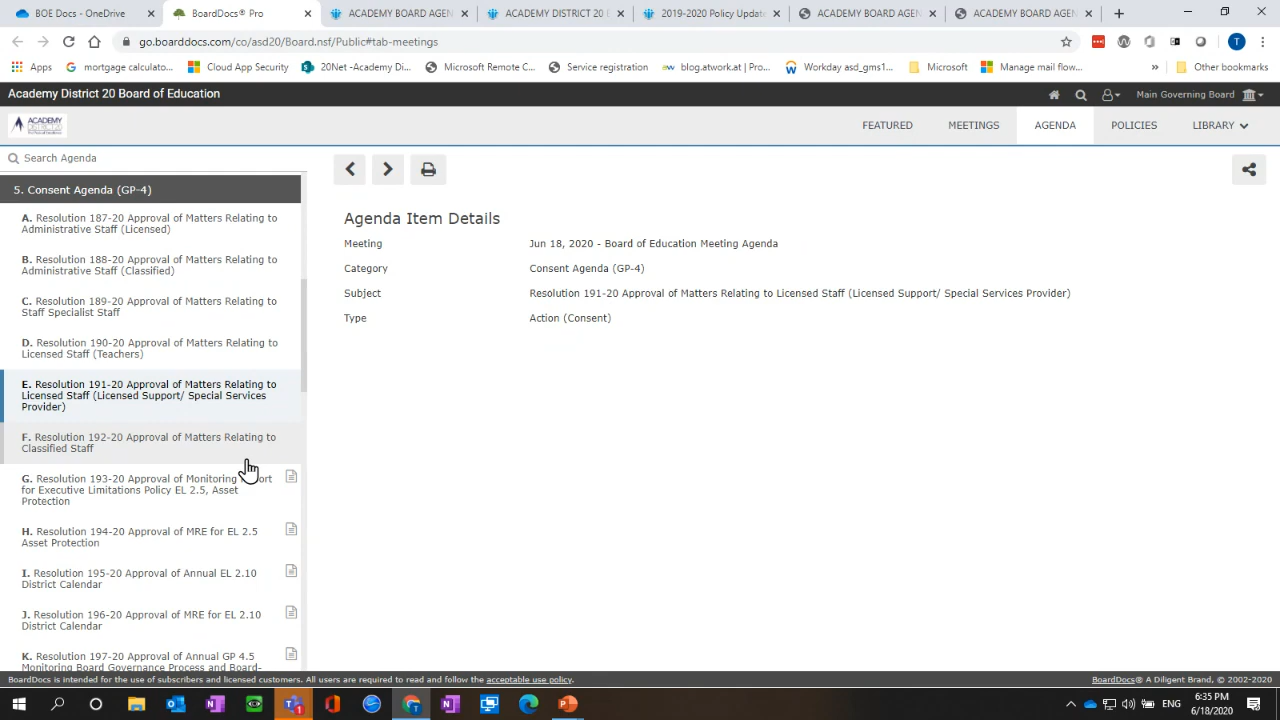 BOE Docs - OneDrive
BoardDocs® Pro
ACADEMY BOARD AGEN
ACADEMY DISTRICT 20 E
2019-2020 Policy Update
ACADEMY BOARD AGEN
ACADEMY BOARD AGEN
go.boarddocs.com/co/asd20/Board.nsf/Public#tab-meetings
T
Apps
mortgage calculato...
Cloud App Security
20Net -Academy Di...
Microsoft Remote C...
Service registration
blog.atwork.at | Pro...
Workday asd_gms1...
Microsoft
Manage mail flow...
»
Other bookmarks
Academy District 20 Board of Education
Main Governing Board
ACADEMY
FEATURED
MEETINGS
AGENDA
POLICIES
LIBRARY
Search Agenda
5. Consent Agenda (GP-4)
A. Resolution 187-20 Approval of Matters Relating to
Administrative Staff (Licensed)
B. Resolution 188-20 Approval of Matters Relating to
Administrative Staff (Classified)
C. Resolution 189-20 Approval of Matters Relating to
Staff Specialist Staff
D. Resolution 190-20 Approval of Matters Relating to
Licensed Staff (Teachers)
E. Resolution 191-20 Approval of Matters Relating to
Licensed Staff (Licensed Support/ Special Services
Provider)
F. Resolution 192-20 Approval of Matters Relating to
Classified Staff
G. Resolution 193-20 Approval of Monitoring ort
for Executive Limitations Policy EL 2.5, Asset
Protection
H. Resolution 194-20 Approval of MRE for EL 2.5
Asset Protection
I. Resolution 195-20 Approval of Annual EL 2.10
District Calendar
J. Resolution 196-20 Approval of MRE for EL 2.10
District Calendar
K. Resolution 197-20 Approval of Annual GP 4.5
Monitoring Board Governance Process and Board-
Agenda Item Details
Meeting
Jun 18, 2020 - Board of Education Meeting Agenda
Category
Consent Agenda (GP-4)
Subject
Resolution 191-20 Approval of Matters Relating to Licensed Staff (Licensed Support/ Special Services Provider)
Type
Action (Consent)
BoardDocs is intended for the use of subscribers and licensed customers. All users are required to read and follow the acceptable use policy.
BoardDocs® A Diligent Brand, © 2002-2020
ENG
6:35 PM
6/18/2020